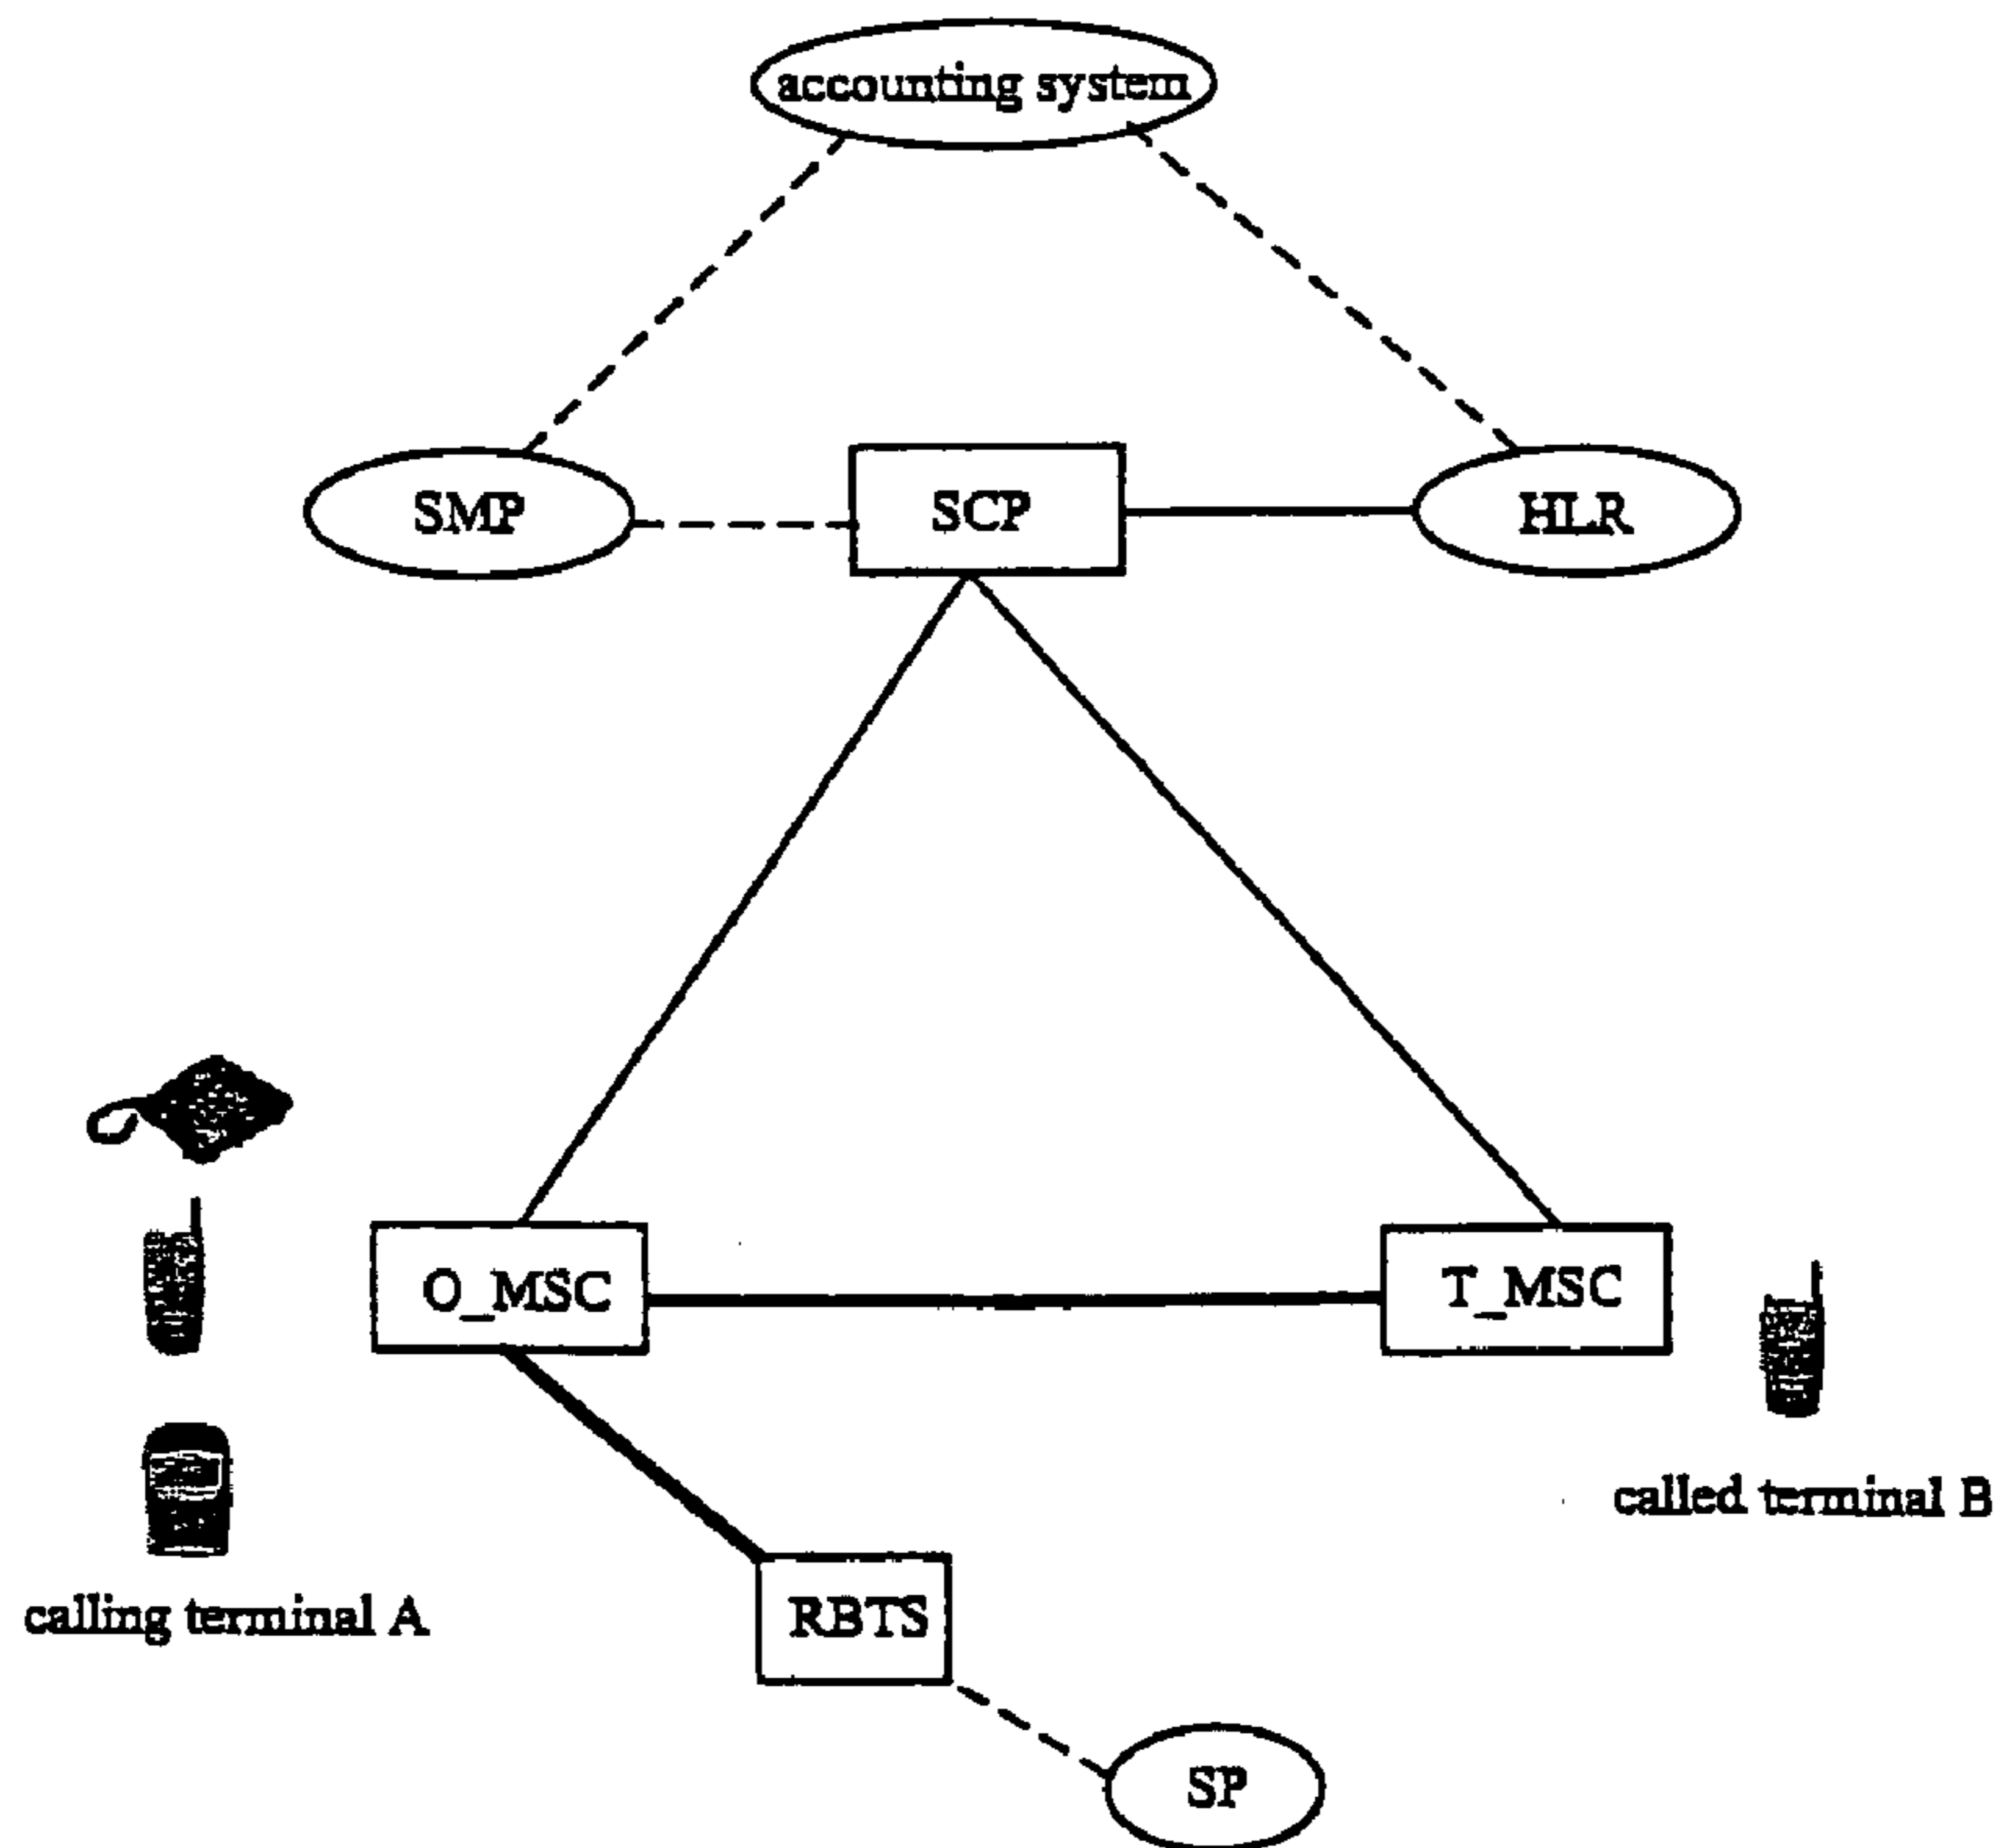 accounting system
SMP
SCP
HLR
O_MSC
T_MSC
called terminal B
calling terminal A
RBTS
SP